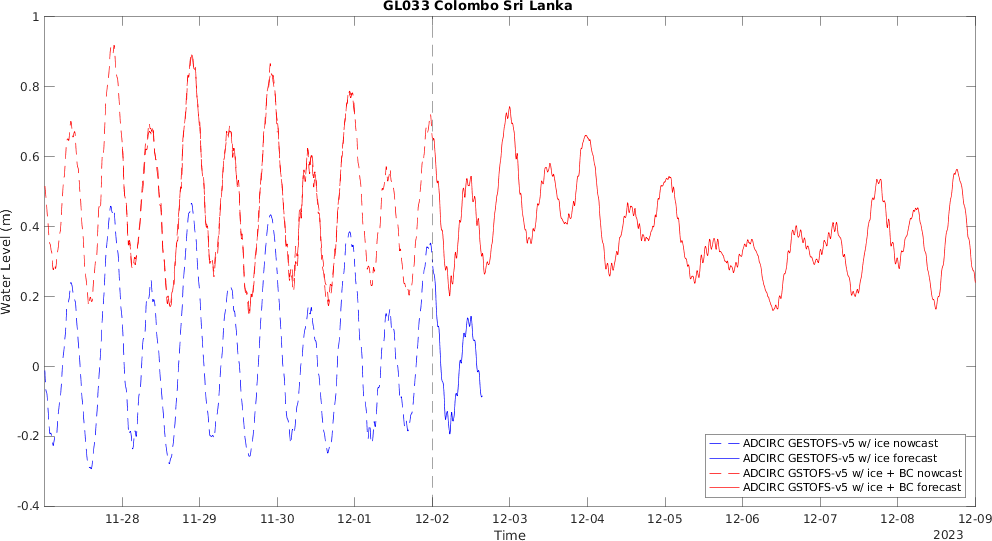 GL033 Colombo Sri Lanka
Water Level (m)
1
0.8
0.6
0.4
0.2
0
-0.2
-0.4
11-28 11-29 11-30 12-01 12-02 12-03 12-04 12-05 12-06 12-07 12-08 12-09
Time
2023
ADCIRC GESTOFS-v5 w/ ice nowcast
ADCIRC GESTOFS-v5 w/ ice forecast
ADCIRC GSTOFS-v5 w/ ice + BC nowcast
ADCIRC GSTOFS-v5 w/ ice + BC forecast